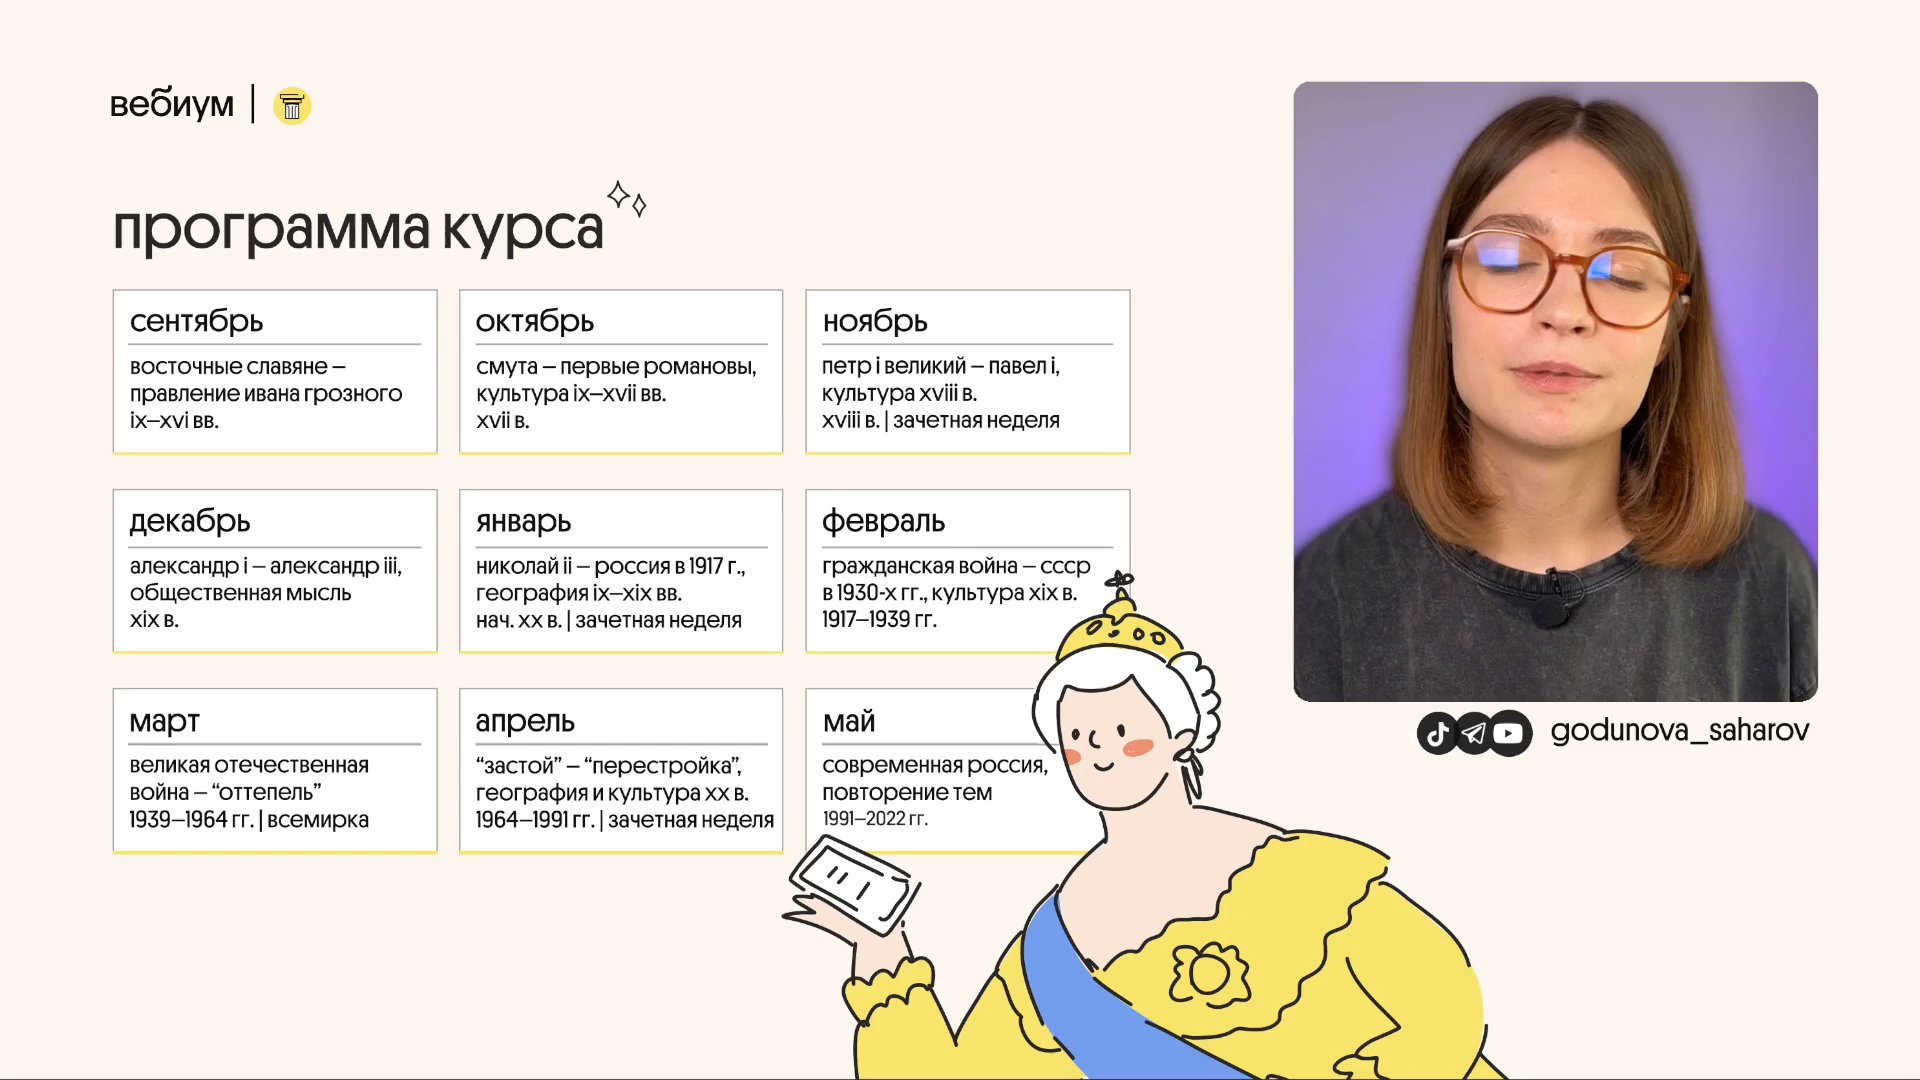 вебиум
программа курса
сентябрь
восточные славяне –
правление ивана грозного
ix–xvi вв.
октябрь
смута – первые романовы,
культура ix–xvii вв.
xvii в.
ноябрь
петр i великий – павел i,
культура xviii в.
xviii в. | зачетная неделя
декабрь
александр i – александр iii,
общественная мысль
xix в.
январь
николай ii – россия в 1917 г.,
география ix–xix вв.
нач. xx в. | зачетная неделя
февраль
гражданская война – ссср
в 1930-х гг., культура xix в.
1917–1939 гг.
март
великая отечественная
война – “оттепель”
1939–1964 гг. | всемирка
апрель
“застой” – “перестройка”,
география и культура xx в.
1964–1991 гг. | зачетная неделя
май
современная россия,
повторение тем
1991–2022 гг.
godunova_saharov